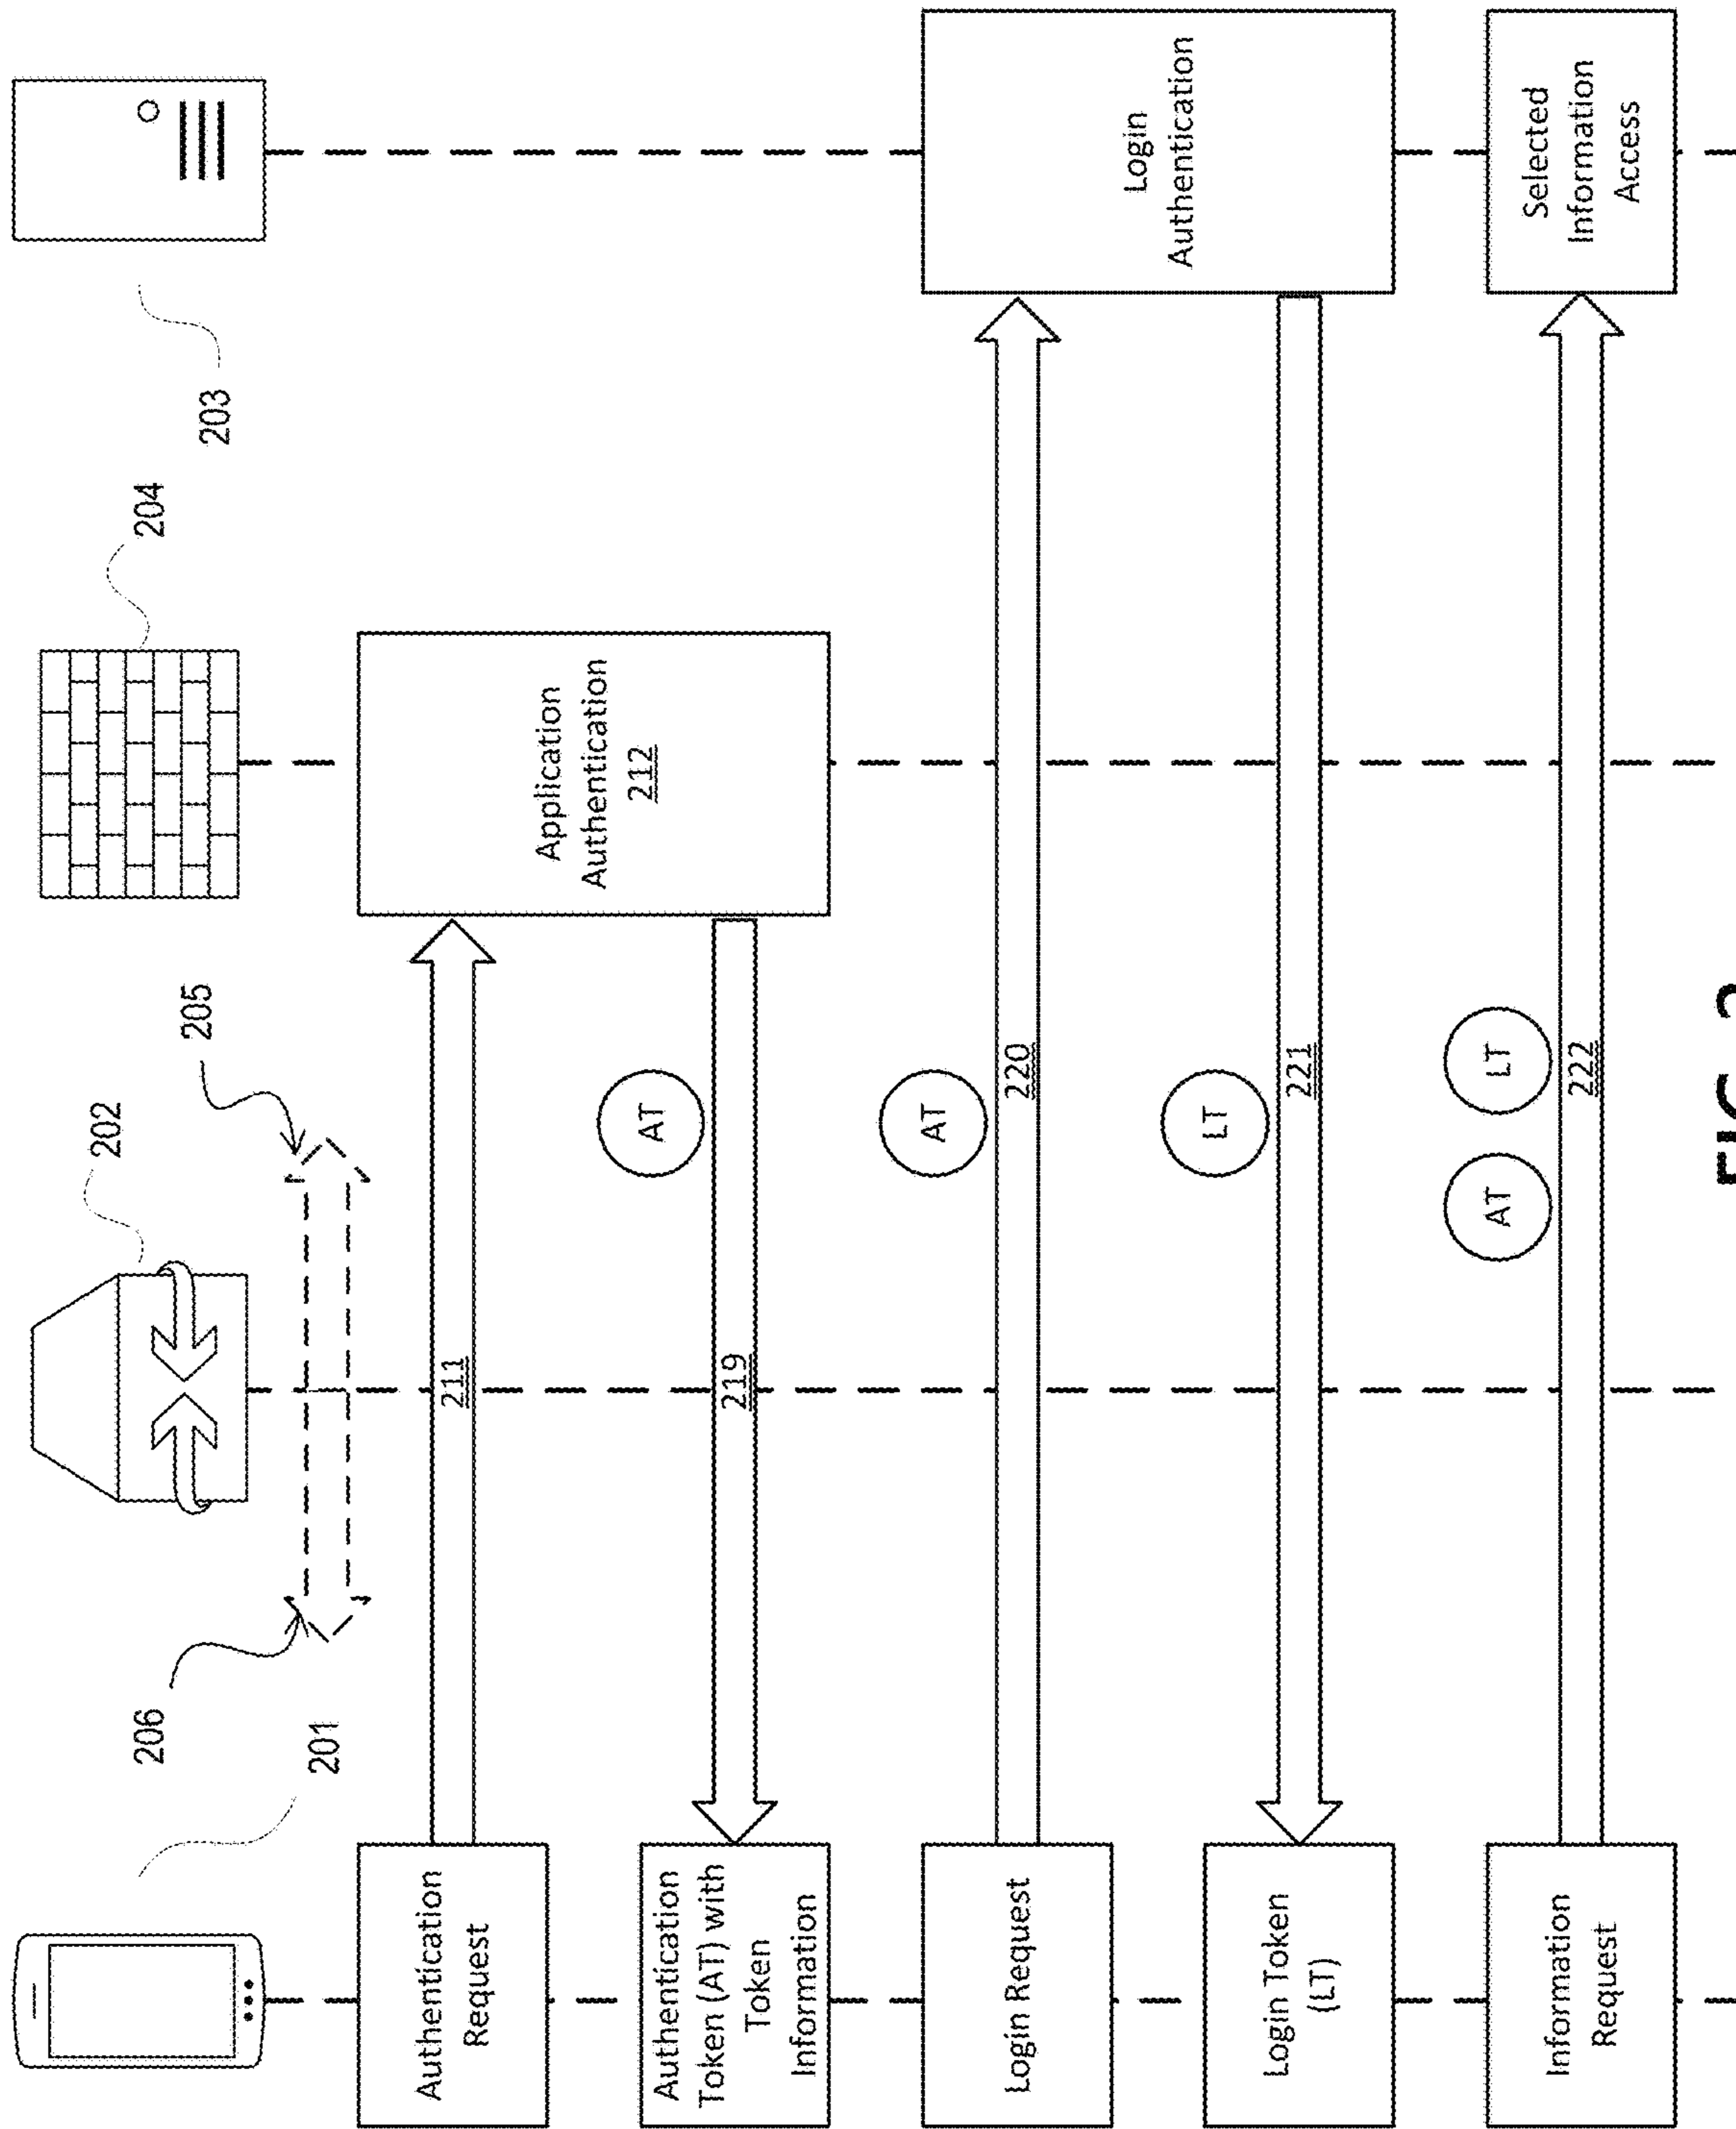 201
206
202
205
204
203
Authentication
Request
211
Application
Authentication
212
Authentication
Token (AT) with
Token
Information
219
AT
Login Request
AT
220
Login
Authentication
Login Token
(LT)
LT
221
Information
Request
AT
LT
222
Selected
Information
Access